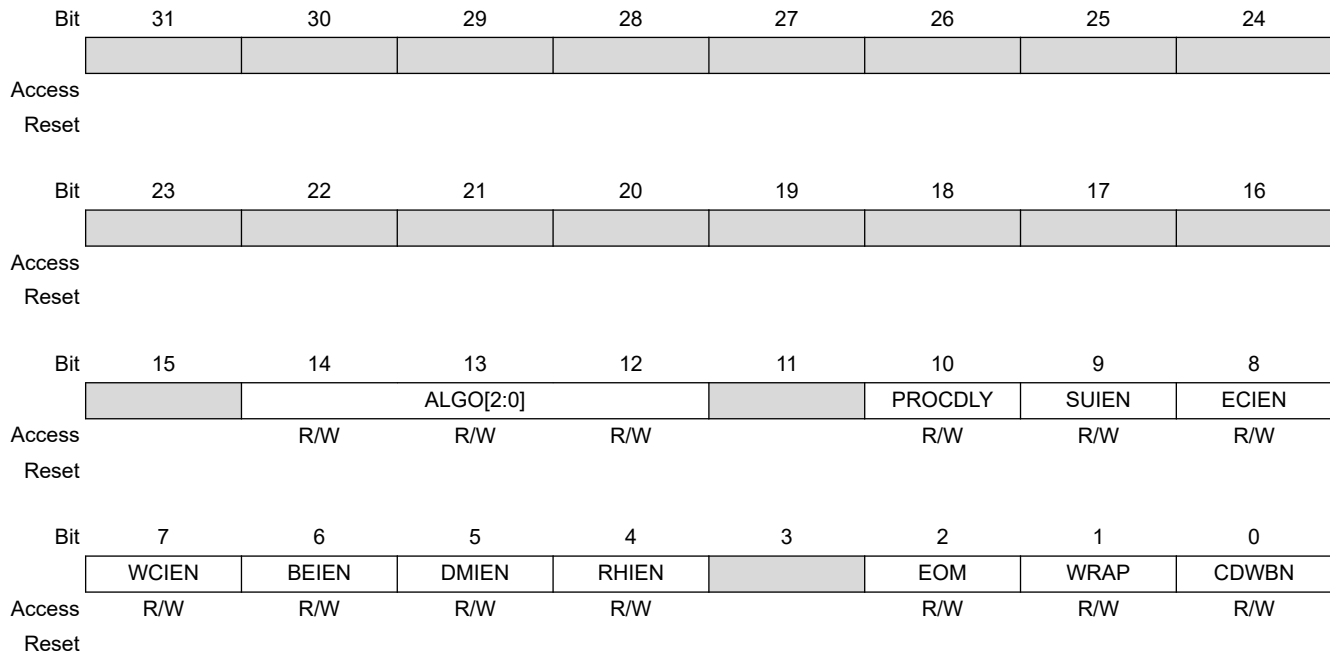 Bit 31 30 29 28 27 26 25 24
Access
Reset
Bit 23 22 21 20 19 18 17 16
Access
Reset
Bit 15 14 13 12 11 10 9 8
ALGO[2:0] PROCDLY SUIEN ECIEN
Access R/W R/W R/W R/W R/W R/W
Reset
Bit 7 6 5 4 3 2 1 0
WCIEN BEIEN DMIEN RHIEN EOM WRAP CDWBN
Access R/W R/W R/W R/W R/W R/W R/W
Reset